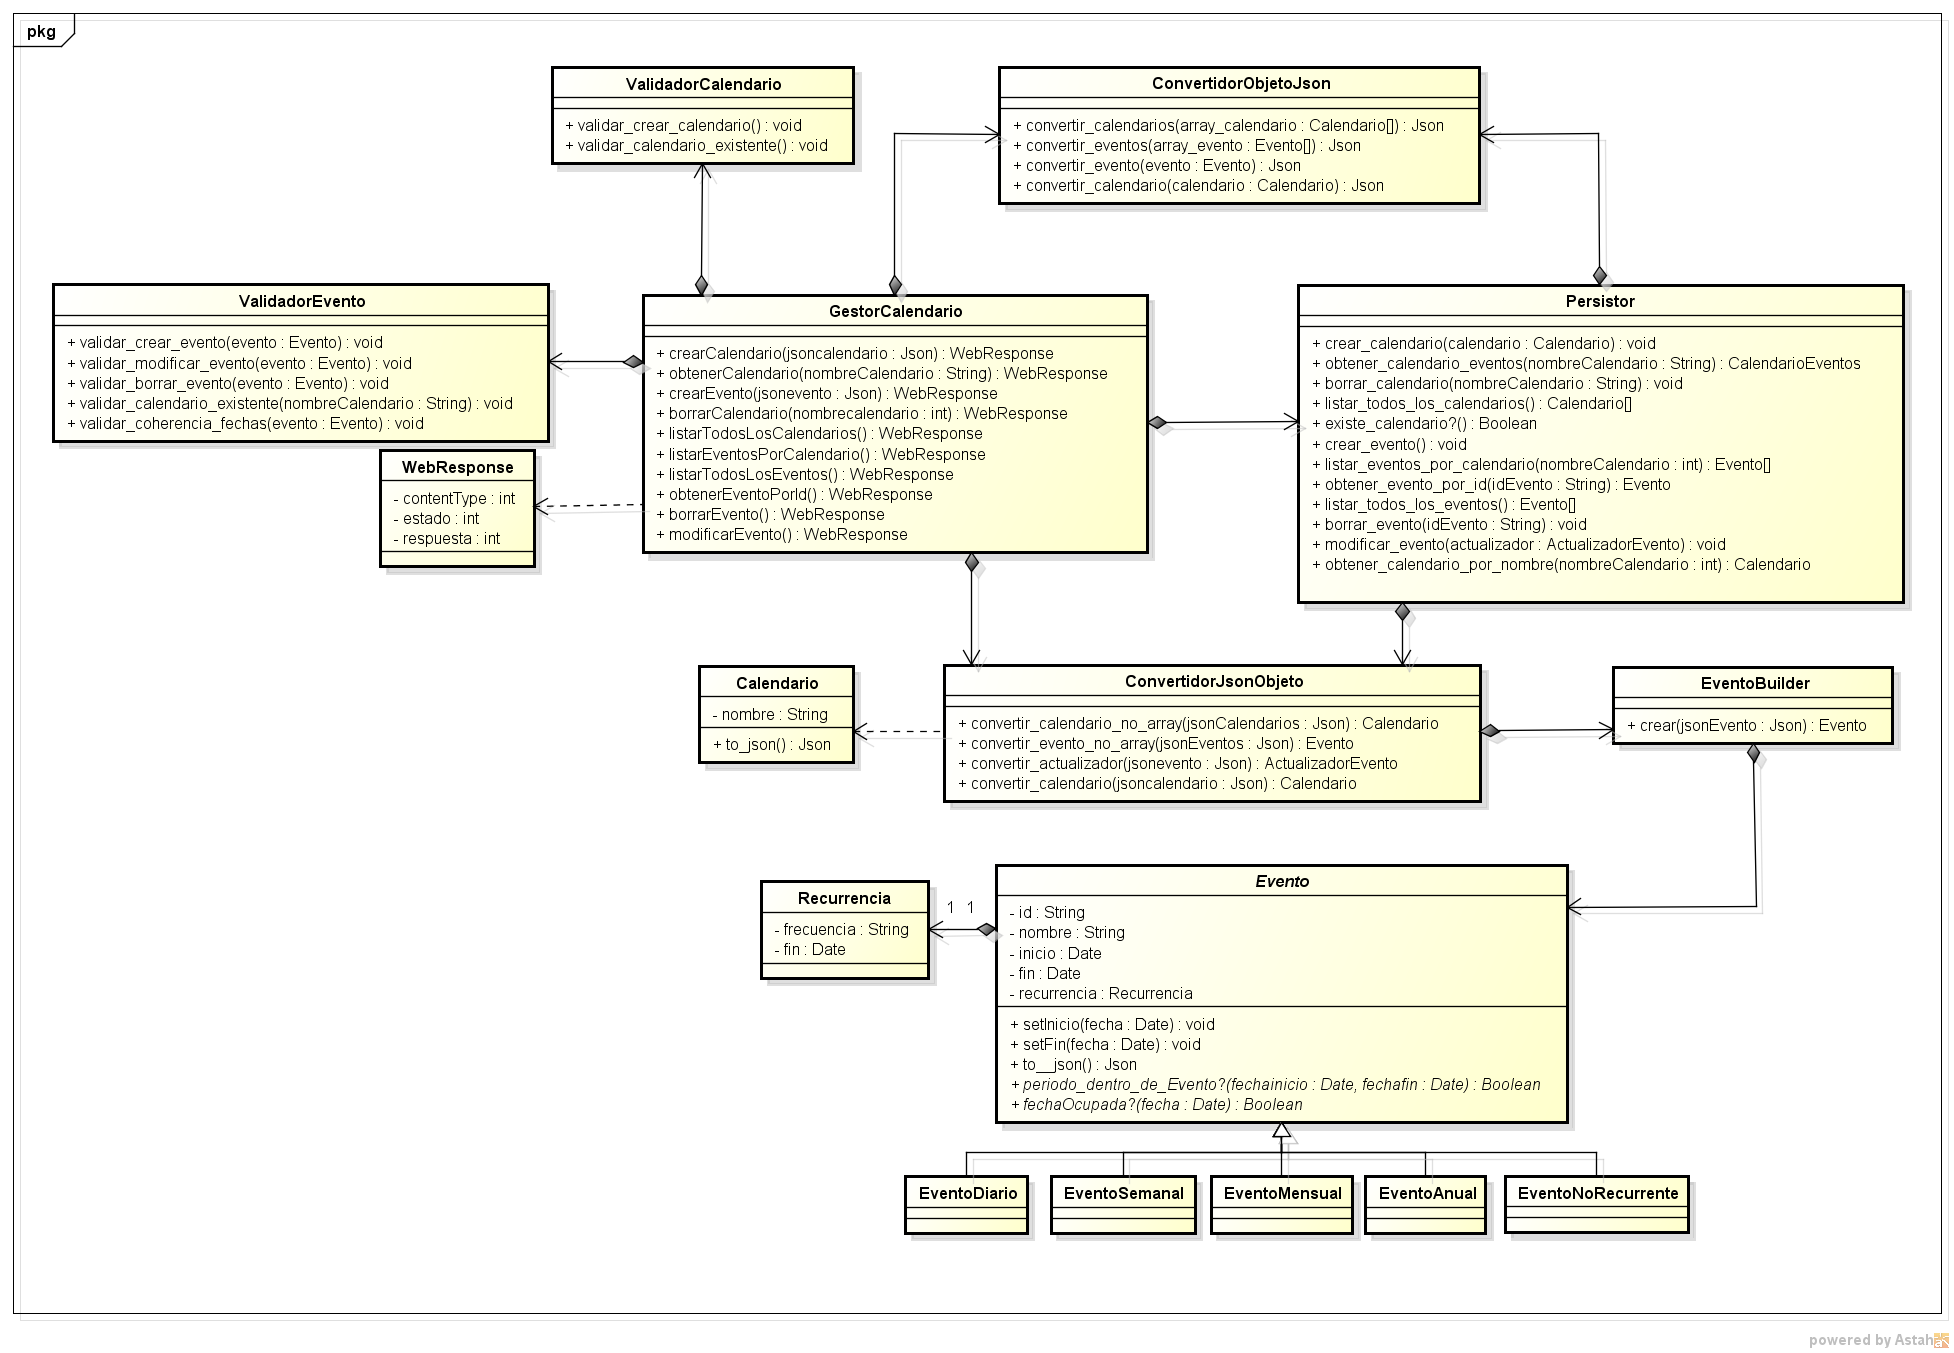 pkg
ValidadorCalendario
+ validar_crear_calendario() : void
+ validar_calendario_existente() : void
ConvertidorObjetoJson
+ convertir_calendarios(array_calendario : Calendario[]) : Json
+ convertir_eventos(array_evento : Evento[]) : Json
+ convertir_evento(evento : Evento) : Json
+ convertir_calendario(calendario : Calendario) : Json
ValidadorEvento
+ validar_crear_evento(evento : Evento) : void
+ validar_modificar_evento(evento : Evento) : void
+ validar_borrar_evento(evento : Evento) : void
+ validar_calendario_existente(nombreCalendario : String) : void
+ validar_coherencia_fechas(evento : Evento) : void
GestorCalendario
+ crearCalendario(jsoncalendario : Json) : WebResponse
+ obtenerCalendario(nombreCalendario : String) : WebResponse
+ crearEvento(jsonevento : Json) : WebResponse
+ borrarCalendario(nombrecalendario : int) : WebResponse
+ listarTodosLosCalendarios() : WebResponse
+ listarEventosPorCalendario() : WebResponse
+ listarTodosLosEventos() : WebResponse
+ obtenerEventoPorId() : WebResponse
+ borrarEvento() : WebResponse
+ modificarEvento() : WebResponse
Persistor
+ crear_calendario(calendario : Calendario) : void
+ obtener_calendario_eventos(nombreCalendario : String) : CalendarioEventos
+ borrar_calendario(nombreCalendario : String) : void
+ listar_todos_los_calendarios() : Calendario[]
+ existe_calendario?() : Boolean
+ crear_evento() : void
+ listar_eventos_por_calendario(nombreCalendario : int) : Evento[]
+ obtener_evento_por_id(idEvento : String) : Evento
+ listar_todos_los_eventos() : Evento[]
+ borrar_evento(idEvento : String) : void
+ modificar_evento(actualizador : ActualizadorEvento) : void
+ obtener_calendario_por_nombre(nombreCalendario : int) : Calendario
WebResponse
- contentType : int
- estado : int
- respuesta : int
Calendario
- nombre : String
+ to_json() : Json
ConvertidorJsonObjeto
+ convertir_calendario_no_array(jsonCalendarios : Json) : Calendario
+ convertir_evento_no_array(jsonEventos : Json) : Evento
+ convertir_actualizador(jsonevento : Json) : ActualizadorEvento
+ convertir_calendario(jsoncalendario : Json) : Calendario
EventoBuilder
+ crear(jsonEvento : Json) : Evento
Recurrencia
- frecuencia : String
- fin : Date
1 1
Evento
- id : String
- nombre : String
- inicio : Date
- fin : Date
- recurrencia : Recurrencia
+ setInicio(fecha : Date) : void
+ setFin(fecha : Date) : void
+ to__json() : Json
+ periodo_dentro_de_Evento?(fechainicio : Date, fechafin : Date) : Boolean
+ fechaOcupada?(fecha : Date) : Boolean
EventoDiario
EventoSemanal
EventoMensual
EventoAnual
EventoNoRecurrente
powered by Astah